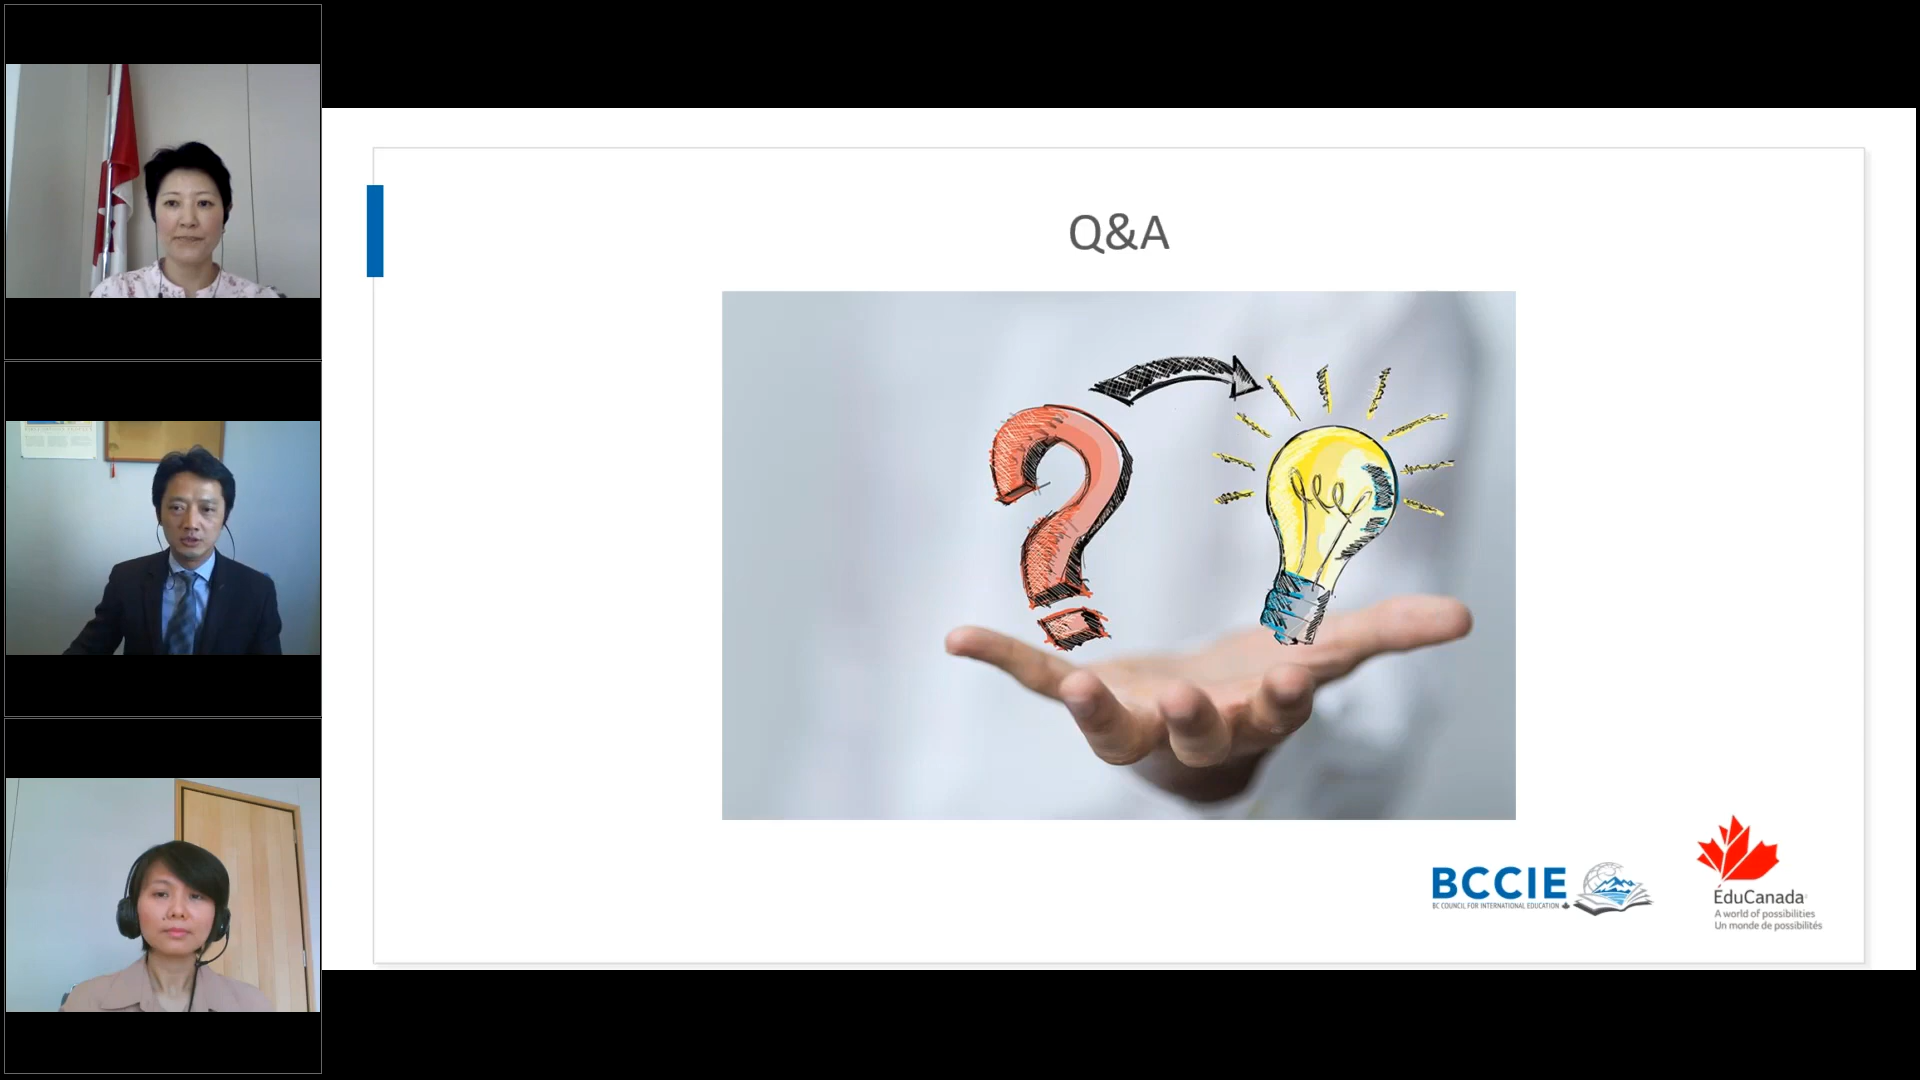 Q&A
BCCIE
BC COUNCIL FOR INTERNATIONAL EDUCATION
ÉduCanada
A world of possibilities
Un monde de possibilités